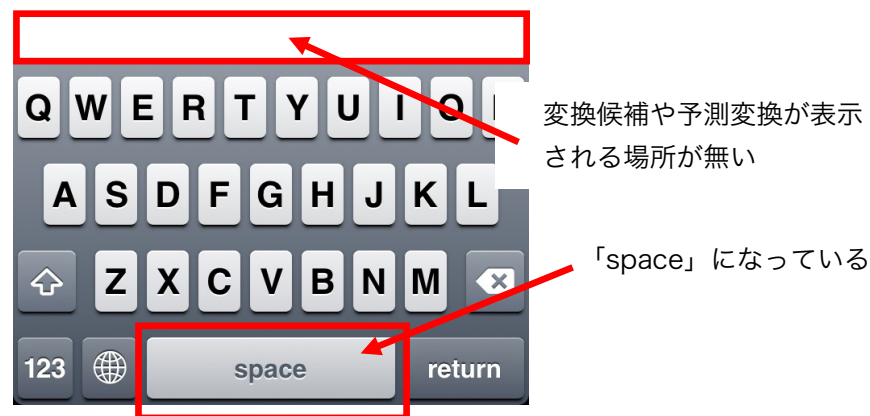 Q W E R T Y U I O
変換候補や予測変換が表示
される場所が無い
A S D F G H J K L
「space」になっている
Z X C V B N M
123 space return